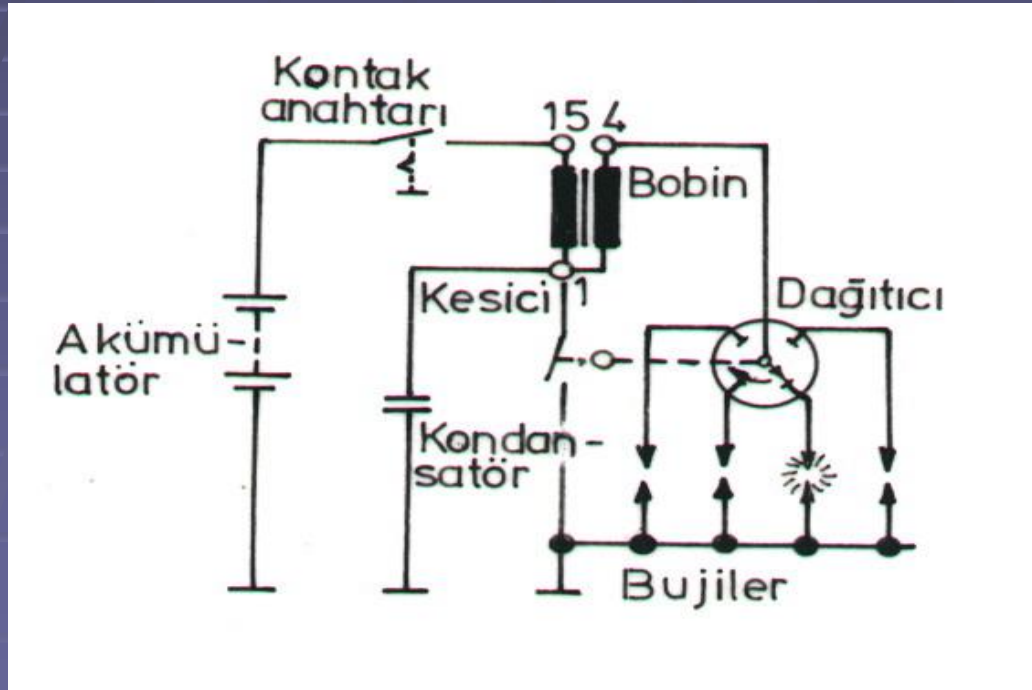 Kontak
anahtarı
15 4
Bobin
Kesici 1
Dağıtıcı
Akümü-
latör
Kondan-
satör
Bujiler